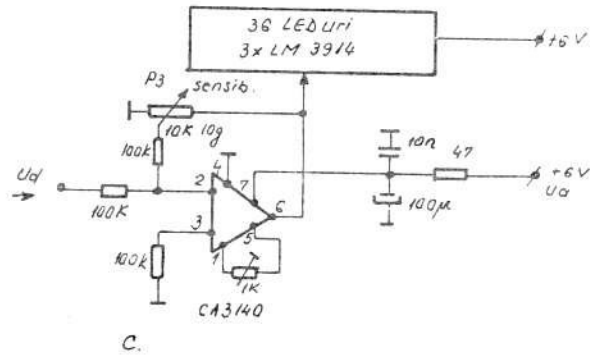 36 LEDuri
3x LM 3914
+6V
P3
sensib.
10K log
100k
10n
47
Ud
4
7
+6V
Ua
100K
2
6
100µ
3
5
100k
1
1K
CA3140
C.